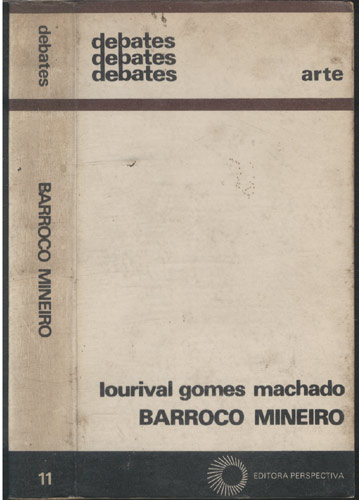 debates
BARROCO MINEIRO
11
debates
debates
debates
arte
lourival gomes machado
BARROCO MINEIRO
EDITORA PERSPECTIVA